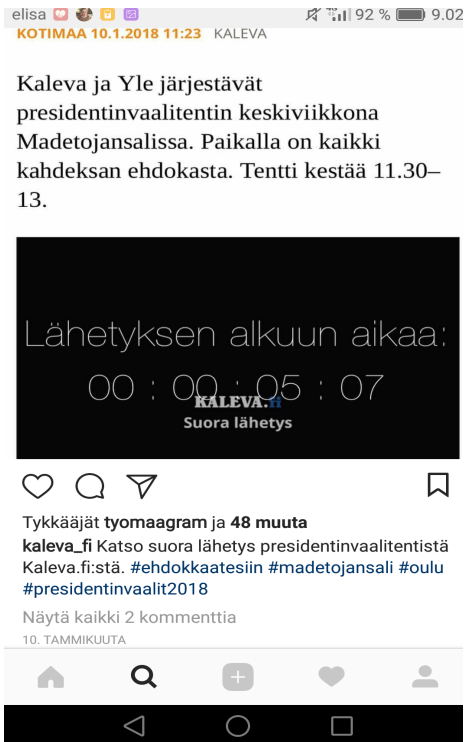 elisa 4G 92 % 9.02
KOTIMAA 10.1.2018 11:23 KALEVA
Kaleva ja Yle järjestävät
presidentinvaalitentin keskiviikkona
Madetojansalissa. Paikalla on kaikki
kahdeksan ehdokasta. Tentti kestää 11.30–
13.
Lähetyksen alkuun aikaa:
00 : 00 : 05 : 07
KALEVA.fi
Suora lähetys
Tykkääjät tyomaagram ja 48 muuta
kaleva_fi Katso suora lähetys presidentinvaalitentistä
Kaleva.fi:stä. #ehdokkaatesiin #madetojansali #oulu
#presidentinvaalit2018
Näytä kaikki 2 kommenttia
10. TAMMIKUUTA